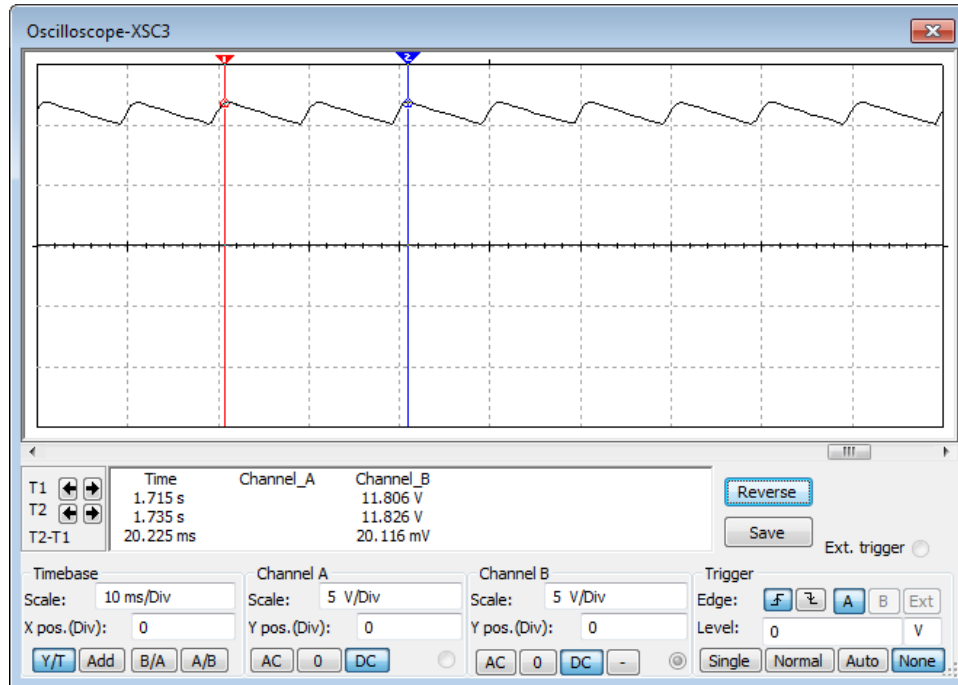 Oscilloscope-XSC3
1 2
Time Channel_A Channel_B
T1 1.715 s 11.806 V
T2 1.735 s 11.826 V
T2-T1 20.225 ms 20.116 mV
Reverse
Save
Ext. trigger
Timebase Channel A Channel B Trigger
Scale: 10 ms/Div Scale: 5 V/Div Scale: 5 V/Div Edge: A B Ext
X pos.(Div): 0 Y pos.(Div): 0 Y pos.(Div): 0 Level: 0 V
Y/T Add B/A A/B AC 0 DC AC 0 DC - Single Normal Auto None